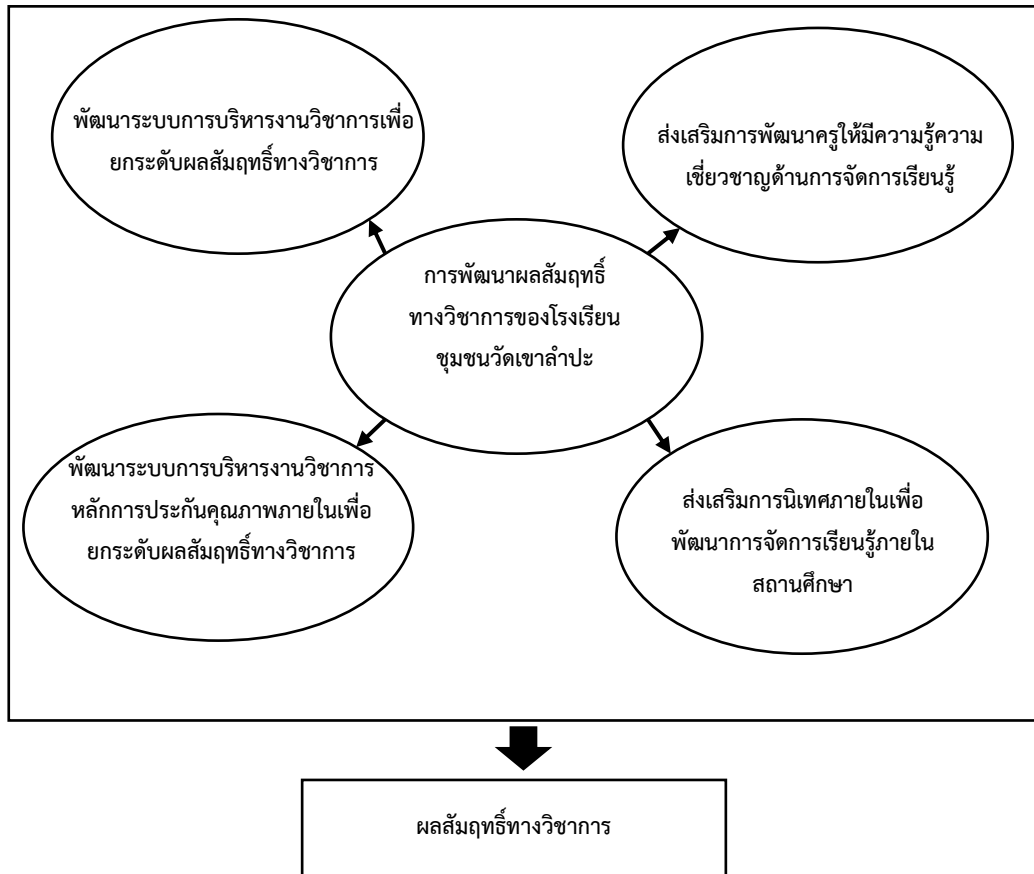 พัฒนาระบบการบริหารงานวิชาการเพื่อ
ยกระดับผลสัมฤทธิ์ทางวิชาการ
ส่งเสริมการพัฒนาครูให้มีความรู้ความ
เชี่ยวชาญด้านการจัดการเรียนรู้
การพัฒนาผลสัมฤทธิ์
ทางวิชาการของโรงเรียน
ชุมชนวัดเขาลำปะ
พัฒนาระบบการบริหารงานวิชาการ
หลักการประกันคุณภาพภายในเพื่อ
ยกระดับผลสัมฤทธิ์ทางวิชาการ
ส่งเสริมการนิเทศภายในเพื่อ
พัฒนาการจัดการเรียนรู้ภายใน
สถานศึกษา
ผลสัมฤทธิ์ทางวิชาการ